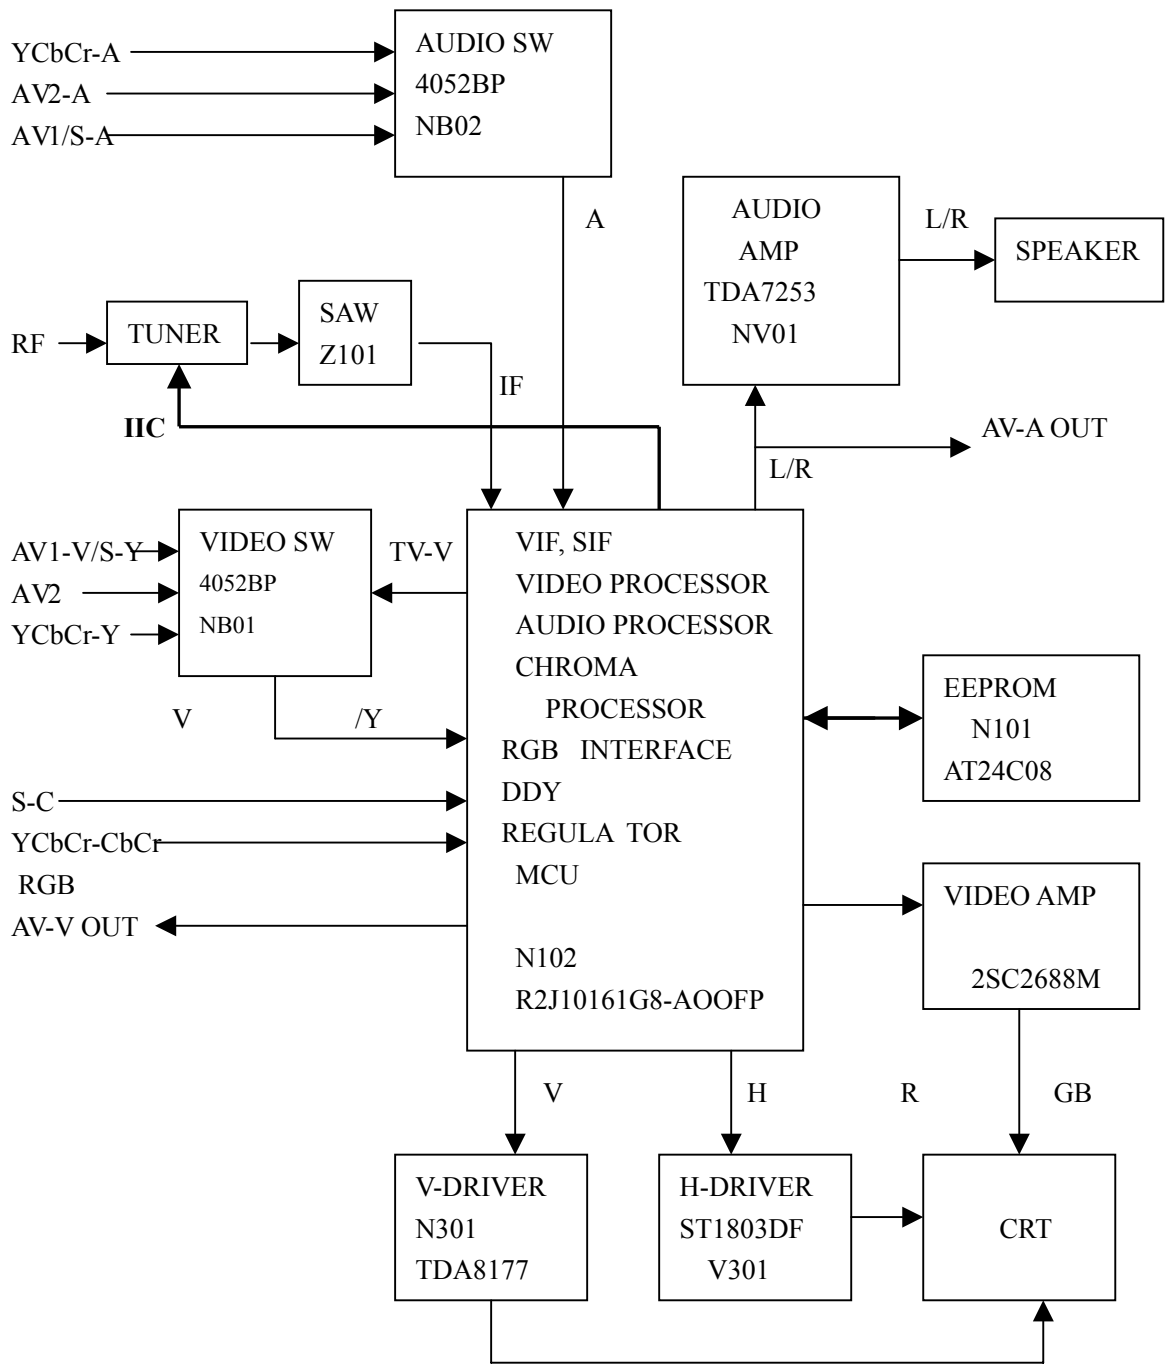 YCbCr-A
AV2-A
AV1/S-A
AUDIO SW
4052BP
NB02
A
AUDIO
AMP
TDA7253
NV01
L/R
SPEAKER
RF
TUNER
SAW
Z101
IF
IIC
AV-A OUT
L/R
AV1-V/S-Y
AV2
YCbCr-Y
VIDEO SW
4052BP
NB01
TV-V
V /Y
S-C
YCbCr-CbCr
RGB
AV-V OUT
VIF, SIF
VIDEO PROCESSOR
AUDIO PROCESSOR
CHROMA
PROCESSOR
RGB INTERFACE
DDY
REGULA TOR
MCU
N102
R2J10161G8-AOOFP
EEPROM
N101
AT24C08
VIDEO AMP
2SC2688M
V
H
R GB
V-DRIVER
N301
TDA8177
H-DRIVER
ST1803DF
V301
CRT